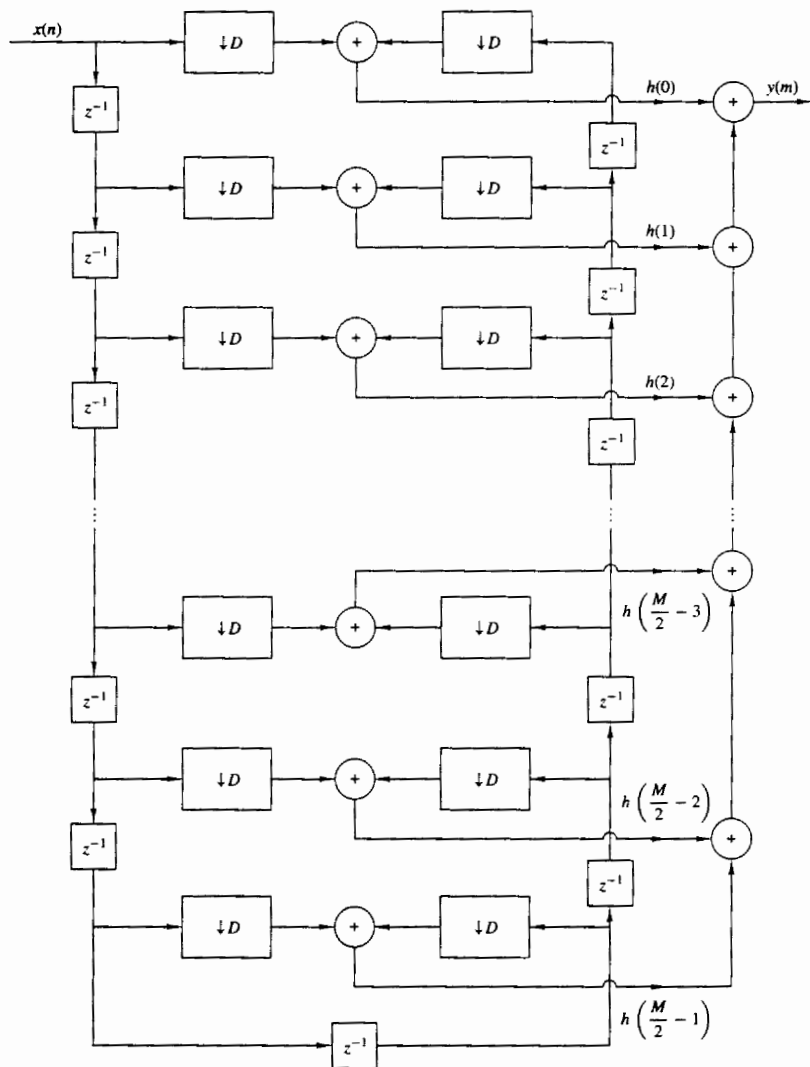 x(n)
↓D
+
↓D
h(0)
+
y(m)
z⁻¹
z⁻¹
↓D
+
↓D
h(1)
+
z⁻¹
z⁻¹
↓D
+
↓D
h(2)
+
z⁻¹
z⁻¹
⋮
⋮
⋮
+
↓D
+
↓D
h(M/2 − 3)
z⁻¹
z⁻¹
↓D
+
↓D
h(M/2 − 2)
+
z⁻¹
z⁻¹
↓D
+
↓D
h(M/2 − 1)
z⁻¹